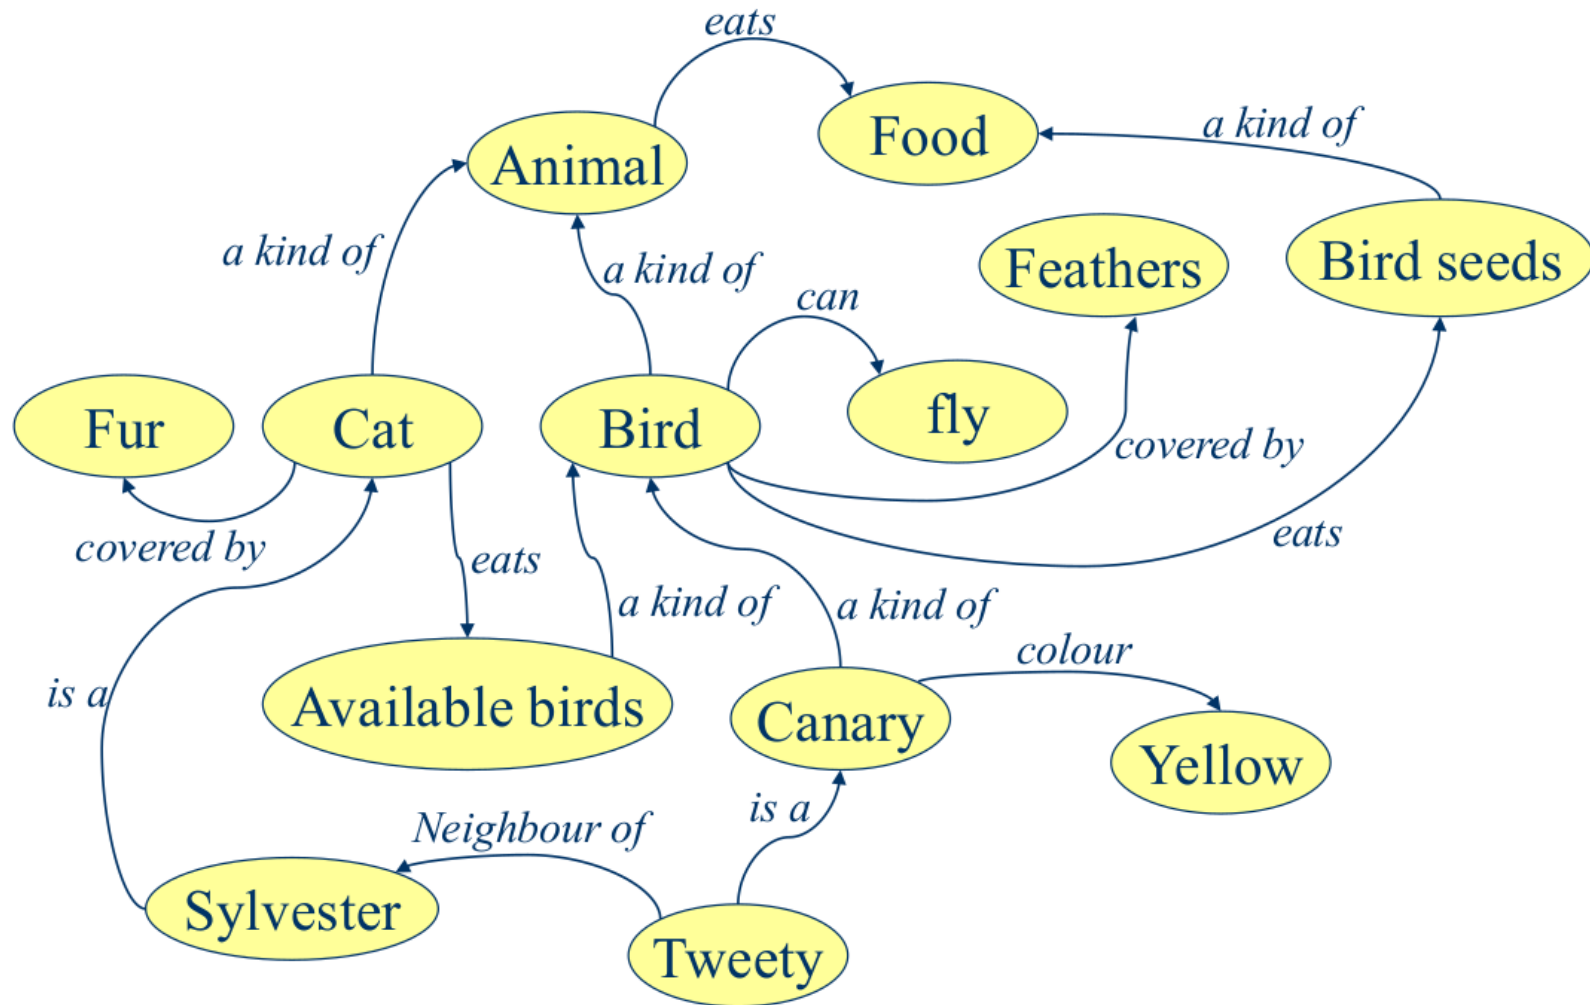 eats
Food
a kind of
Animal
a kind of
a kind of
Feathers
Bird seeds
can
Fur
Cat
Bird
fly
covered by
covered by
eats
eats
a kind of
a kind of
colour
is a
Available birds
Canary
Yellow
Neighbour of
is a
Sylvester
Tweety